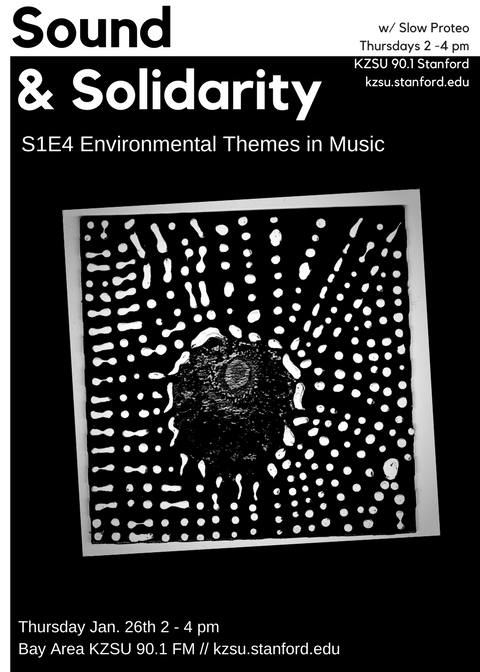 Sound
& Solidarity
w/ Slow Proteo
Thursdays 2 -4 pm
KZSU 90.1 Stanford
kzsu.stanford.edu
S1E4 Environmental Themes in Music
Thursday Jan. 26th 2 - 4 pm
Bay Area KZSU 90.1 FM // kzsu.stanford.edu